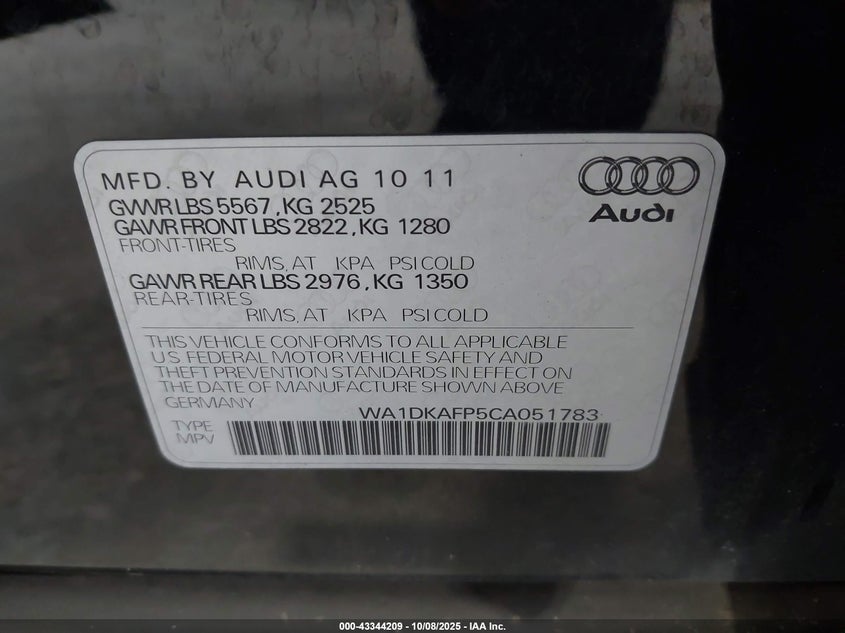 MFD. BY AUDI AG 10 11
GVWR LBS 5567, KG 2525
GAWR FRONT LBS 2822, KG 1280
FRONT-TIRES
RIMS, AT KPA PSI COLD
GAWR REAR LBS 2976, KG 1350
REAR-TIRES
RIMS, AT KPA PSI COLD
Audi
THIS VEHICLE CONFORMS TO ALL APPLICABLE
U.S. FEDERAL MOTOR VEHICLE SAFETY AND
THEFT PREVENTION STANDARDS IN EFFECT ON
THE DATE OF MANUFACTURE SHOWN ABOVE
GERMANY
WA1DKAFP5CA051783
TYPE
MPV
000-43344209 - 10/08/2025 - IAA Inc.